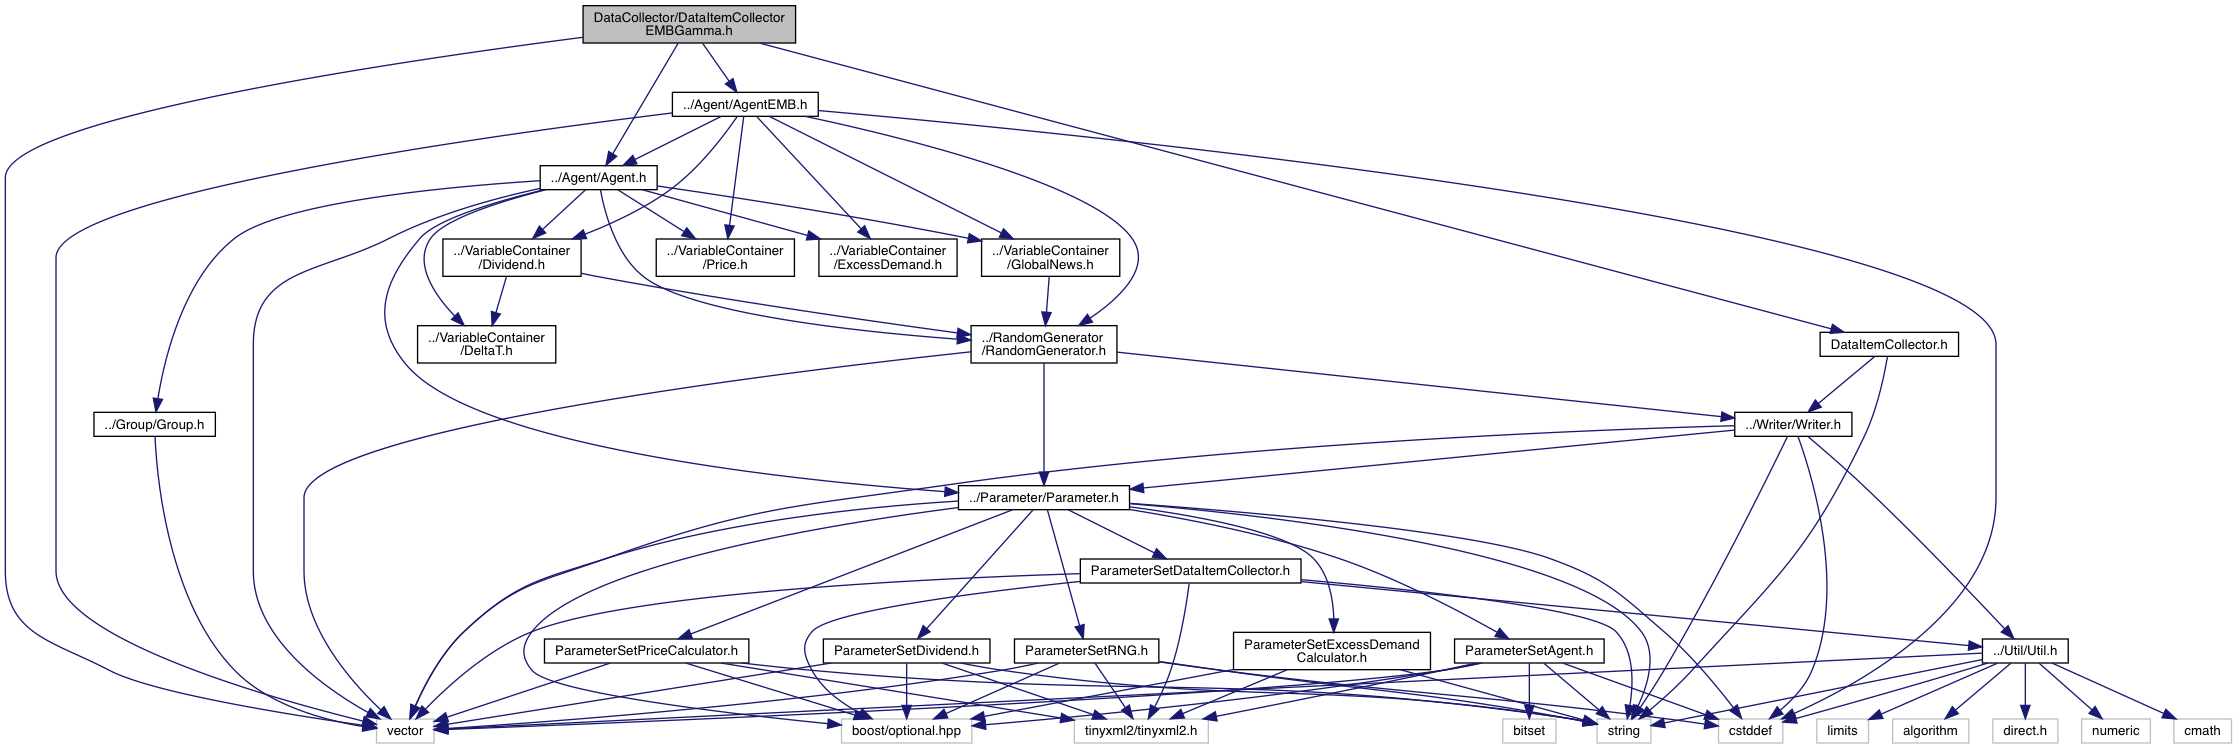 DataCollector/DataItemCollector
EMBGamma.h
../Agent/AgentEMB.h
../Agent/Agent.h
../VariableContainer
/Dividend.h
../VariableContainer
/Price.h
../VariableContainer
/ExcessDemand.h
../VariableContainer
/GlobalNews.h
../VariableContainer
/DeltaT.h
../RandomGenerator
/RandomGenerator.h
DataItemCollector.h
../Group/Group.h
../Writer/Writer.h
../Parameter/Parameter.h
ParameterSetDataItemCollector.h
ParameterSetPriceCalculator.h
ParameterSetDividend.h
ParameterSetRNG.h
ParameterSetExcessDemand
Calculator.h
ParameterSetAgent.h
../Util/Util.h
vector
boost/optional.hpp
tinyxml2/tinyxml2.h
bitset
string
cstddef
limits
algorithm
direct.h
numeric
cmath